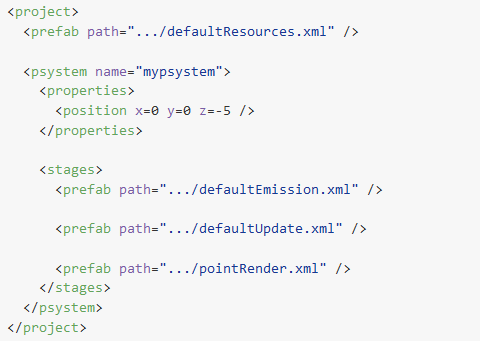 <project>
  <prefab path=".../defaultResources.xml" />
  <psystem name="mypsystem">
    <properties>
      <position x=0 y=0 z=-5 />
    </properties>
    <stages>
      <prefab path=".../defaultEmission.xml" />
      <prefab path=".../defaultUpdate.xml" />
      <prefab path=".../pointRender.xml" />
    </stages>
  </psystem>
</project>